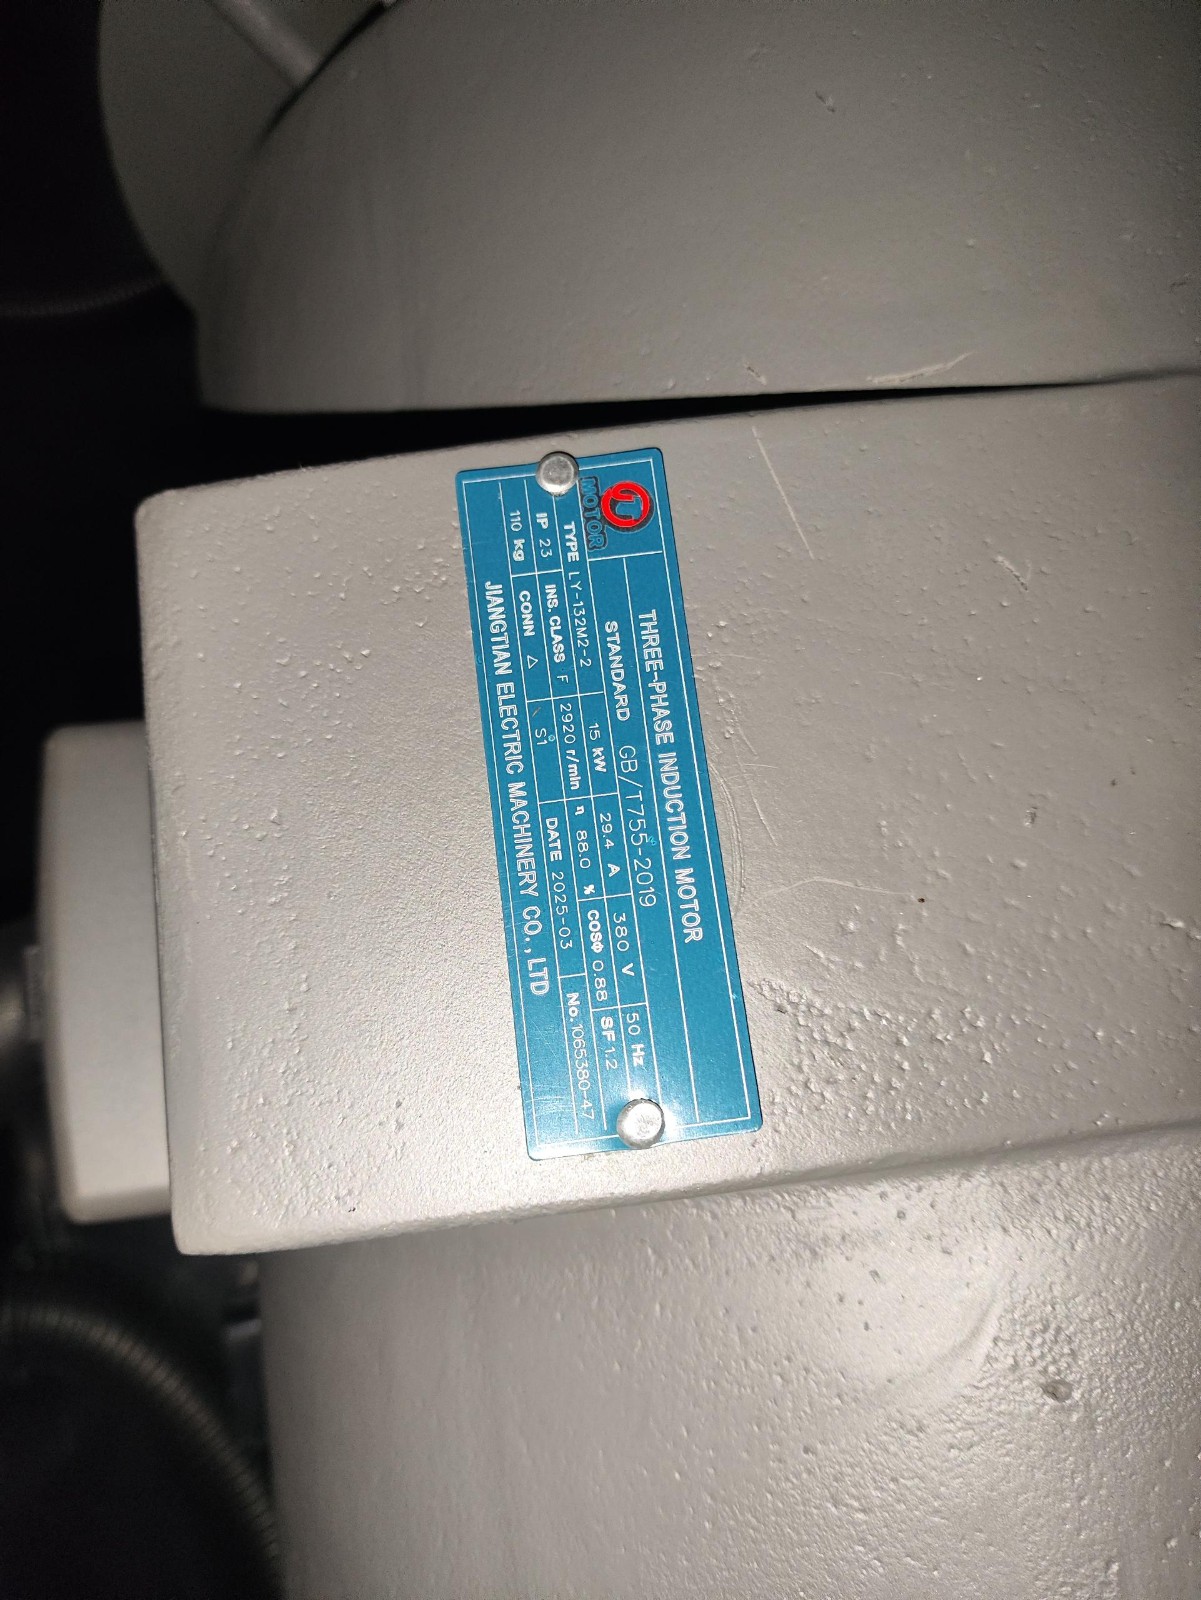 MOTOR
THREE-PHASE INDUCTION MOTOR
STANDARD GB/T755-2019
TYPE LY-132M2-2 15 kW 29.4 A 380 V 50 Hz
IP 23 INS. CLASS F 2920 r/min η 88.0 % COSΦ 0.88 SF 1.2
110 kg CONN △ S1 DATE 2025-03 No. 1065380-47
JIANGTIAN ELECTRIC MACHINERY CO., LTD